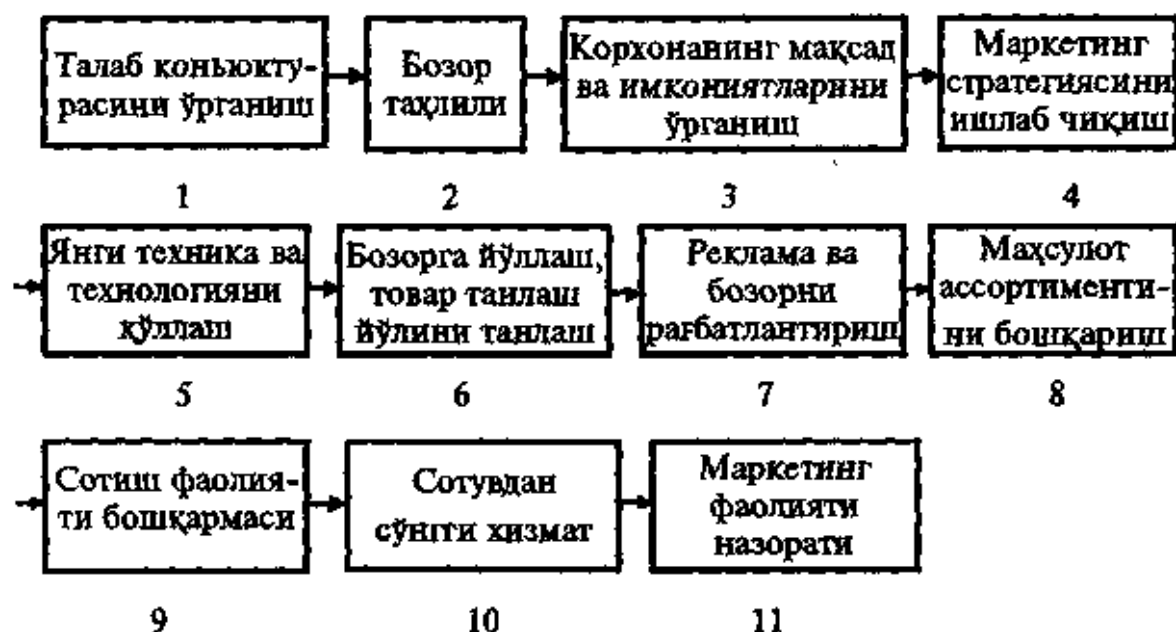 Талаб коньюкту-
расини ўрганиш
Бозор
таҳлили
Корхонанинг мақсад
ва имкониятларини
ўрганиш
Маркетинг
стратегиясини
ишлаб чиқиш
1
2
3
4
Янги техника ва
технологияни
қўллаш
Бозорга йўллаш,
товар танлаш
йўлини танлаш
Реклама ва
бозорни
рағбатлантириш
Маҳсулот
ассортименти-
ни бошқариш
5
6
7
8
Сотиш фаолия-
ти бошқармаси
Сотувдан
сўнгги хизмат
Маркетинг
фаолияти
назорати
9
10
11